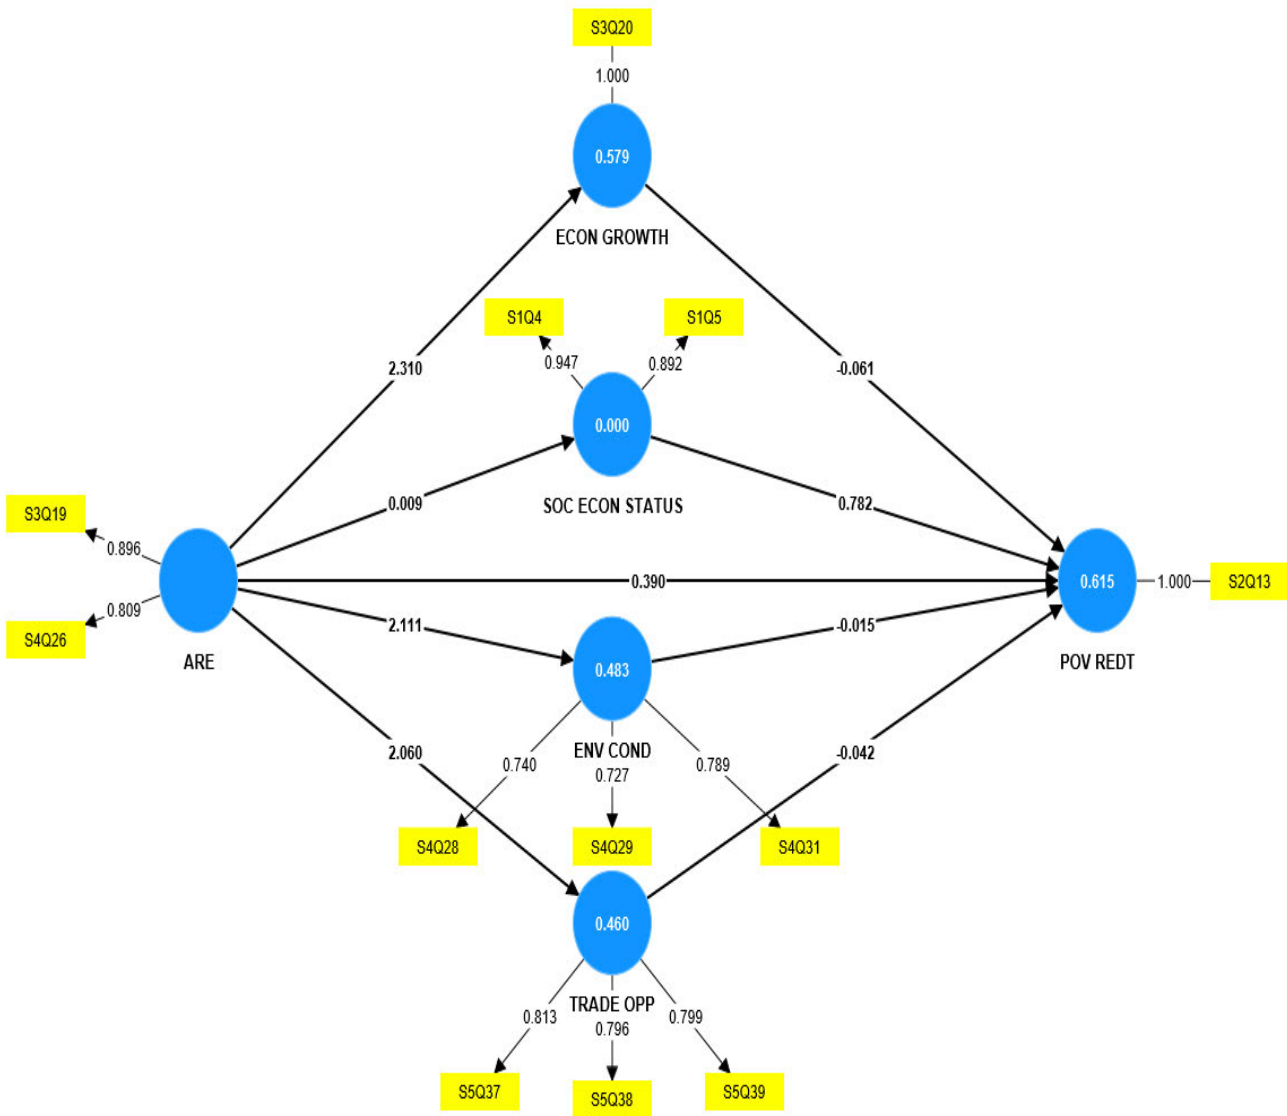 S3Q20
1.000
0.579
ECON GROWTH
S1Q4
S1Q5
0.947
0.892
2.310
-0.061
0.000
SOC ECON STATUS
0.009
0.782
S3Q19
0.896
0.809
S4Q26
ARE
0.390
0.615
1.000
S2Q13
POV REDT
2.111
-0.015
0.483
ENV COND
2.060
-0.042
0.740
0.727
0.789
S4Q28
S4Q29
S4Q31
0.460
TRADE OPP
0.813
0.796
0.799
S5Q37
S5Q38
S5Q39